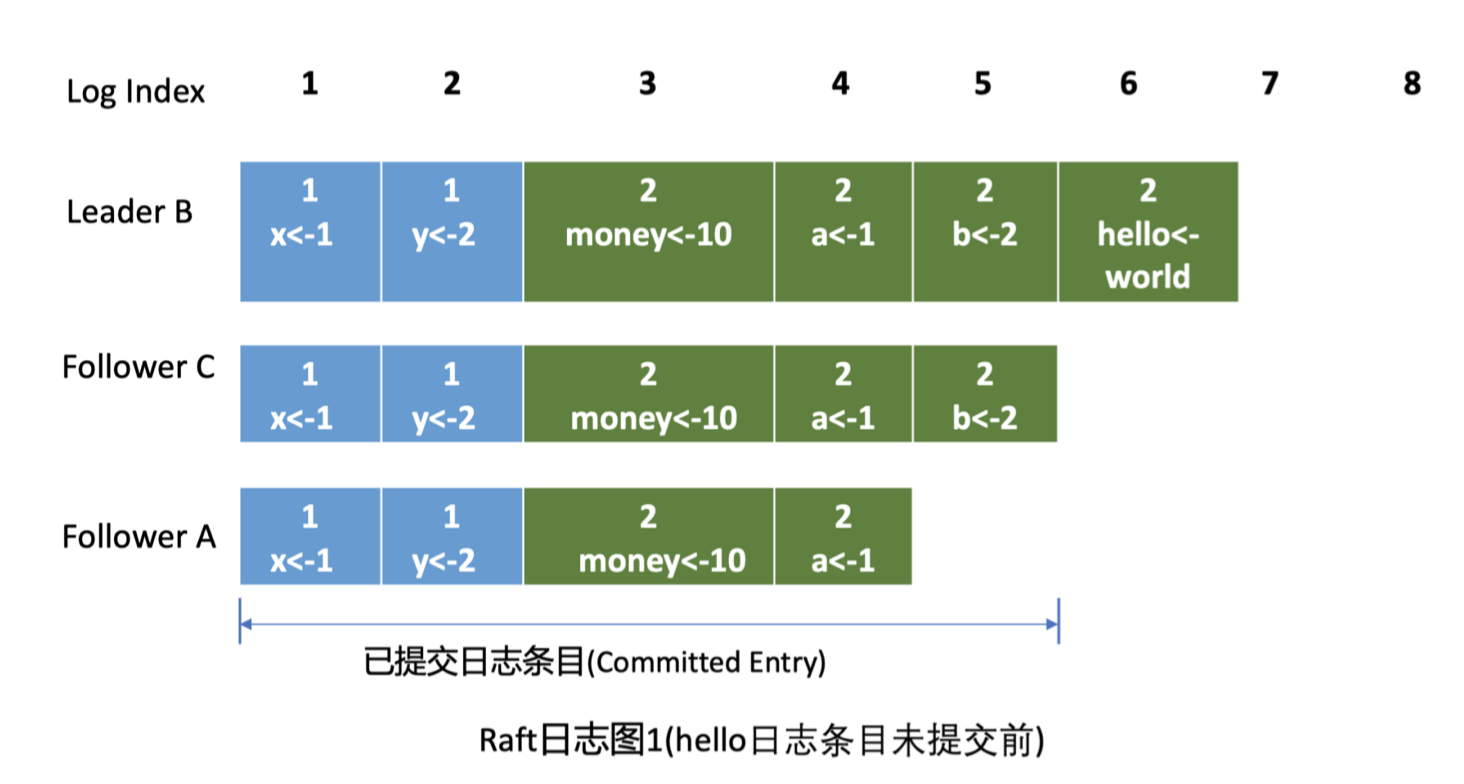 Log Index 1 2 3 4 5 6 7 8
Leader B
1 1 2 2 2 2
x<-1 y<-2 money<-10 a<-1 b<-2 hello<-
world
Follower C
1 1 2 2 2
x<-1 y<-2 money<-10 a<-1 b<-2
Follower A
1 1 2 2
x<-1 y<-2 money<-10 a<-1
已提交日志条目(Committed Entry)
Raft日志图1(hello日志条目未提交前)